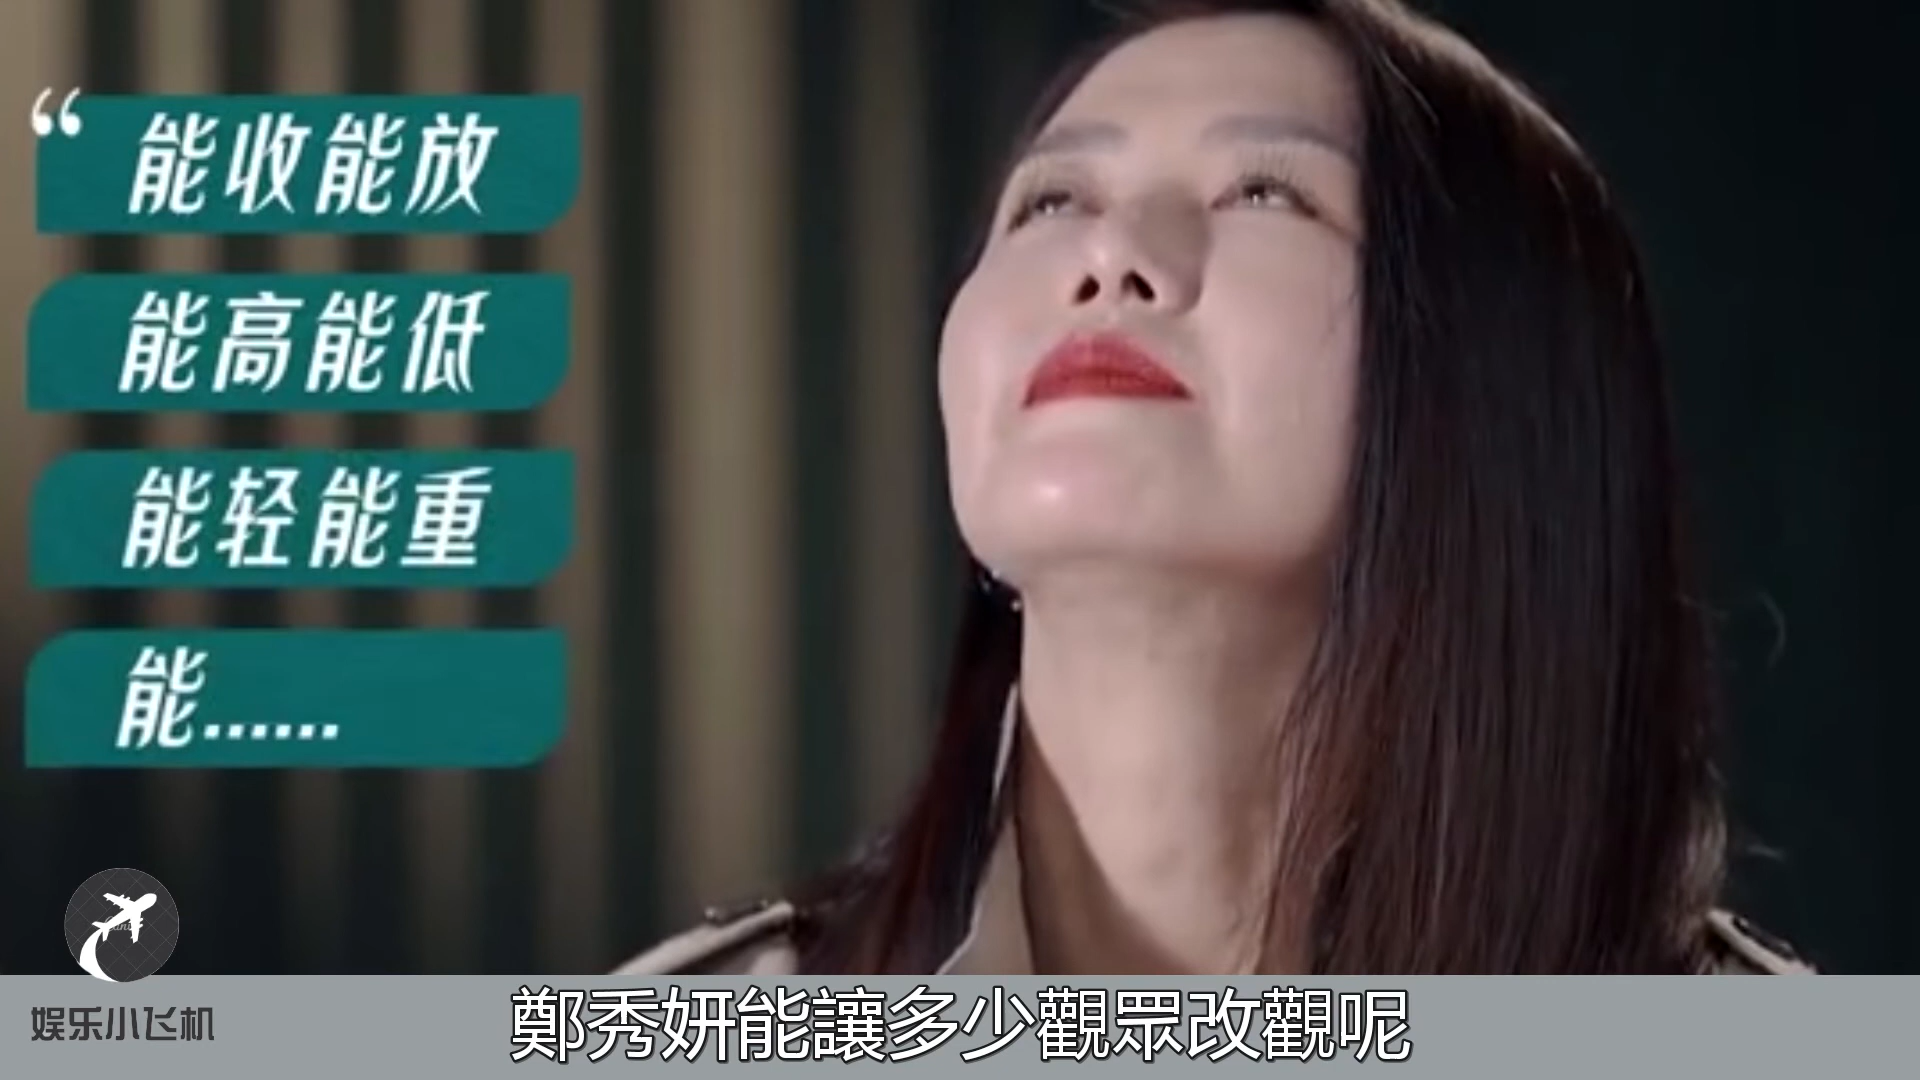 “能收能放
能高能低
能轻能重
能……
娱乐小飞机
鄭秀妍能讓多少觀眾改觀呢